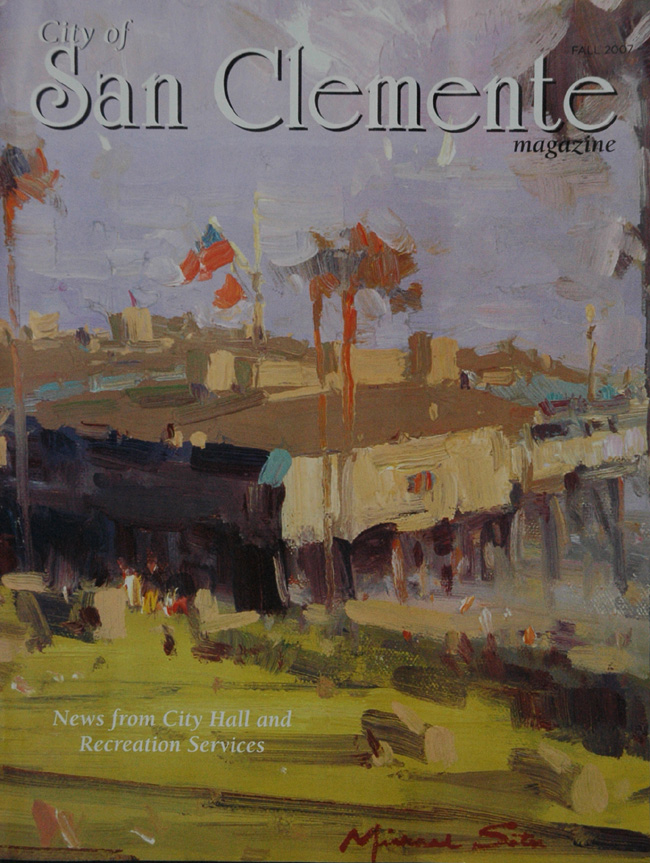 City of
FALL 2007
San Clemente
magazine
News from City Hall and
Recreation Services